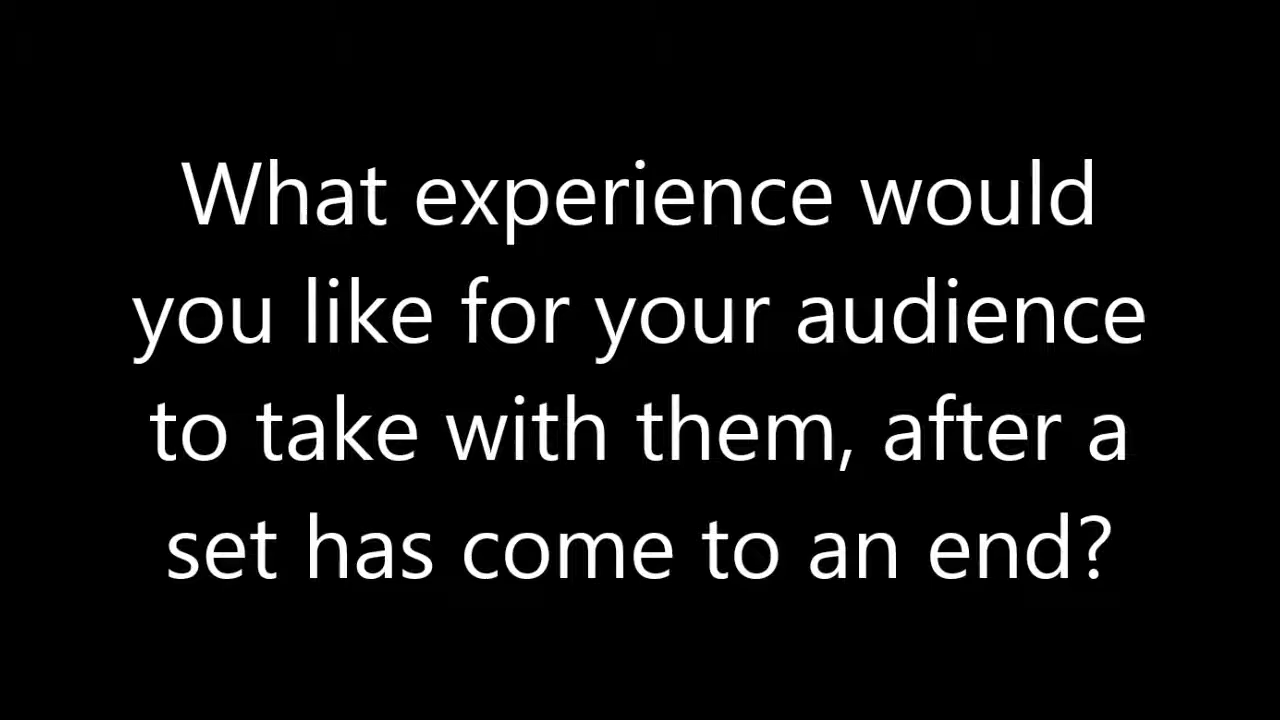 What experience would
you like for your audience
to take with them, after a
set has come to an end?